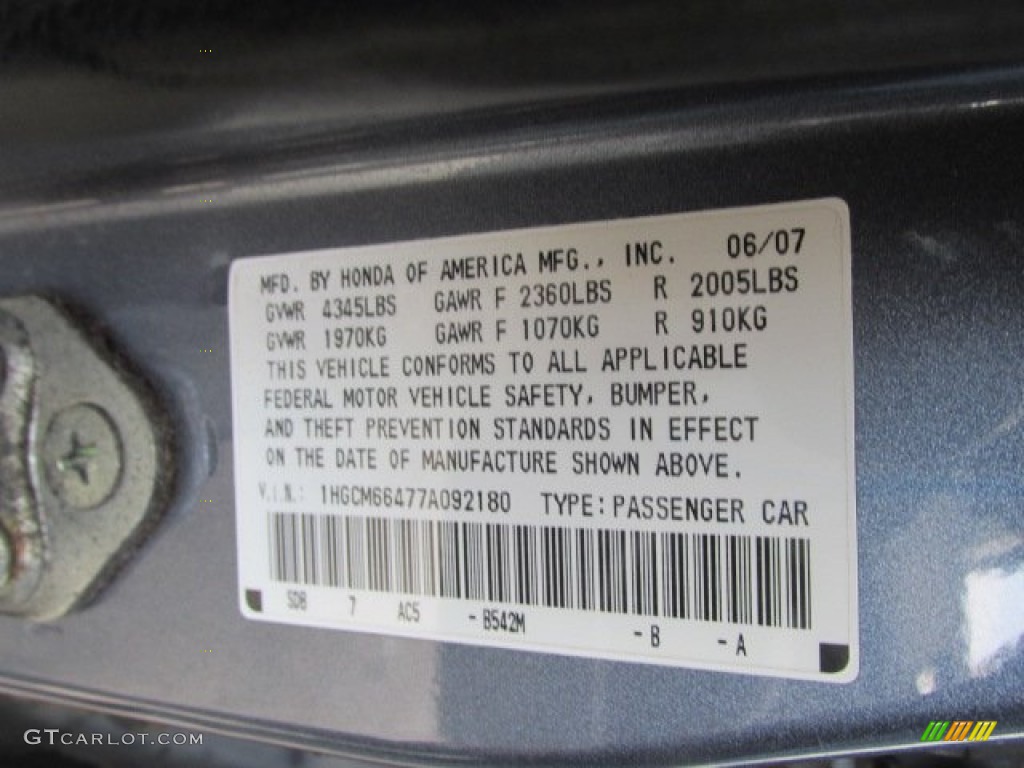 MFD. BY HONDA OF AMERICA MFG., INC. 06/07
GVWR 4345LBS GAWR F 2360LBS R 2005LBS
GVWR 1970KG GAWR F 1070KG R 910KG
THIS VEHICLE CONFORMS TO ALL APPLICABLE
FEDERAL MOTOR VEHICLE SAFETY, BUMPER,
AND THEFT PREVENTION STANDARDS IN EFFECT
ON THE DATE OF MANUFACTURE SHOWN ABOVE.
V.I.N.: 1HGCM66477A092180 TYPE: PASSENGER CAR
SDB 7 AC5 -B542M -B -A
GTCARLOT.COM